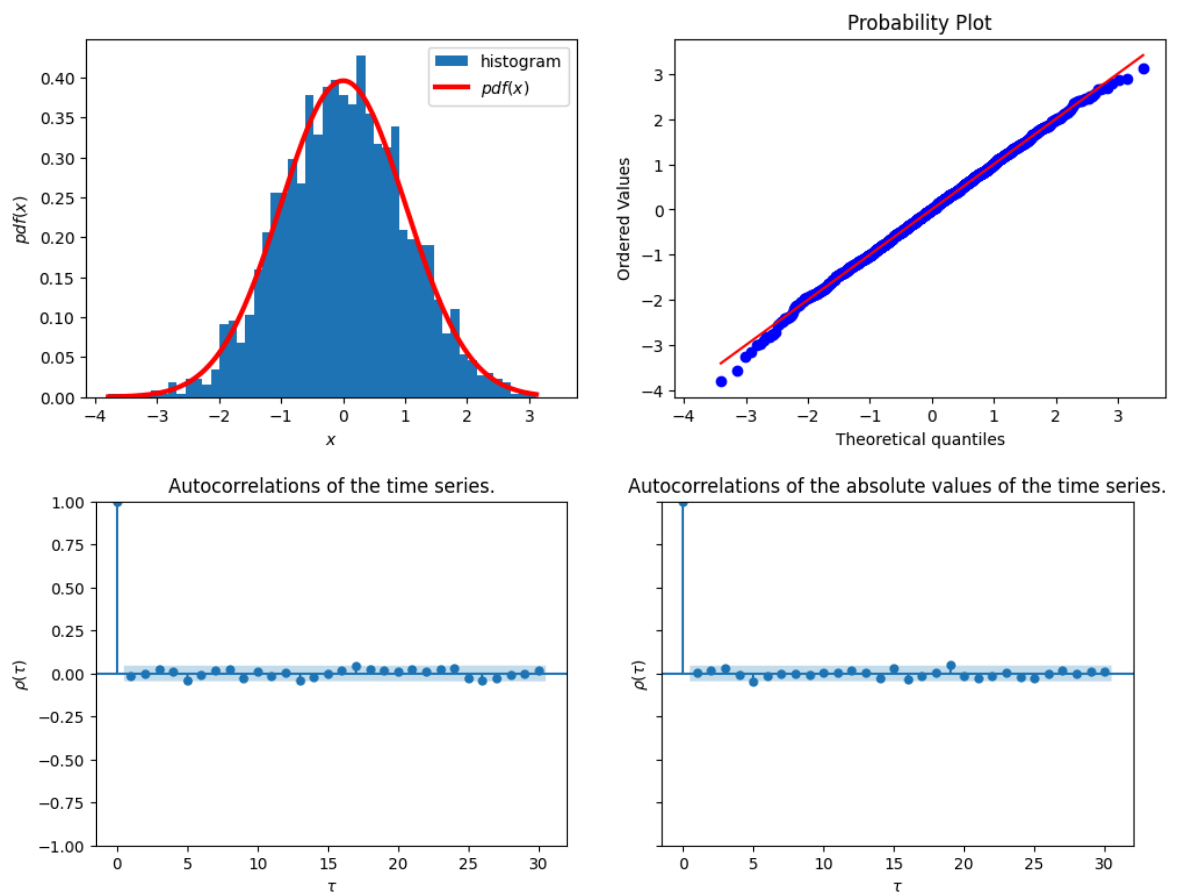 Probability Plot
pdf(x)
0.40
0.35
0.30
0.25
0.20
0.15
0.10
0.05
0.00
histogram
pdf(x)
−4 −3 −2 −1 0 1 2 3
x
Ordered Values
3
2
1
0
−1
−2
−3
−4
−4 −3 −2 −1 0 1 2 3
Theoretical quantiles
Autocorrelations of the time series.
ρ(τ)
1.00
0.75
0.50
0.25
0.00
−0.25
−0.50
−0.75
−1.00
0 5 10 15 20 25 30
τ
Autocorrelations of the absolute values of the time series.
ρ(τ)
0 5 10 15 20 25 30
τ